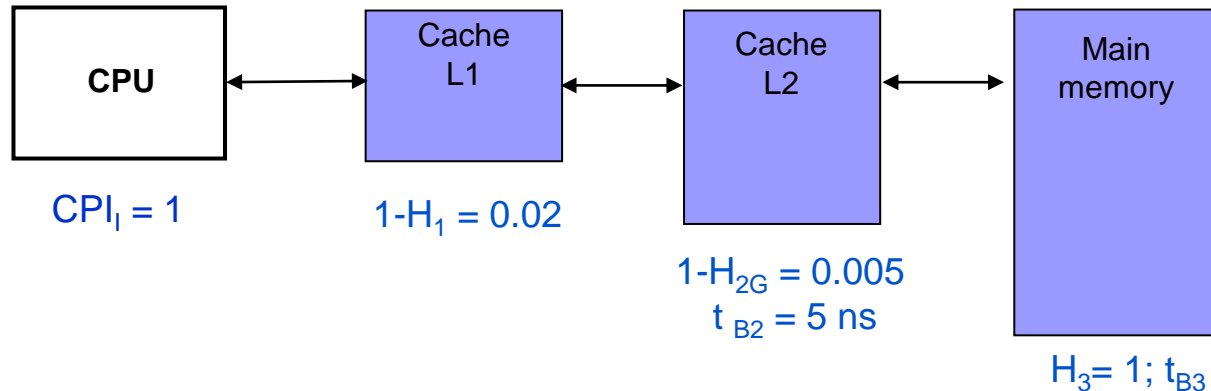 CPU
Cache
L1
Cache
L2
Main
memory
CPI_I = 1
1-H_1 = 0.02
1-H_2G = 0.005
t_B2 = 5 ns
H_3= 1; t_B3